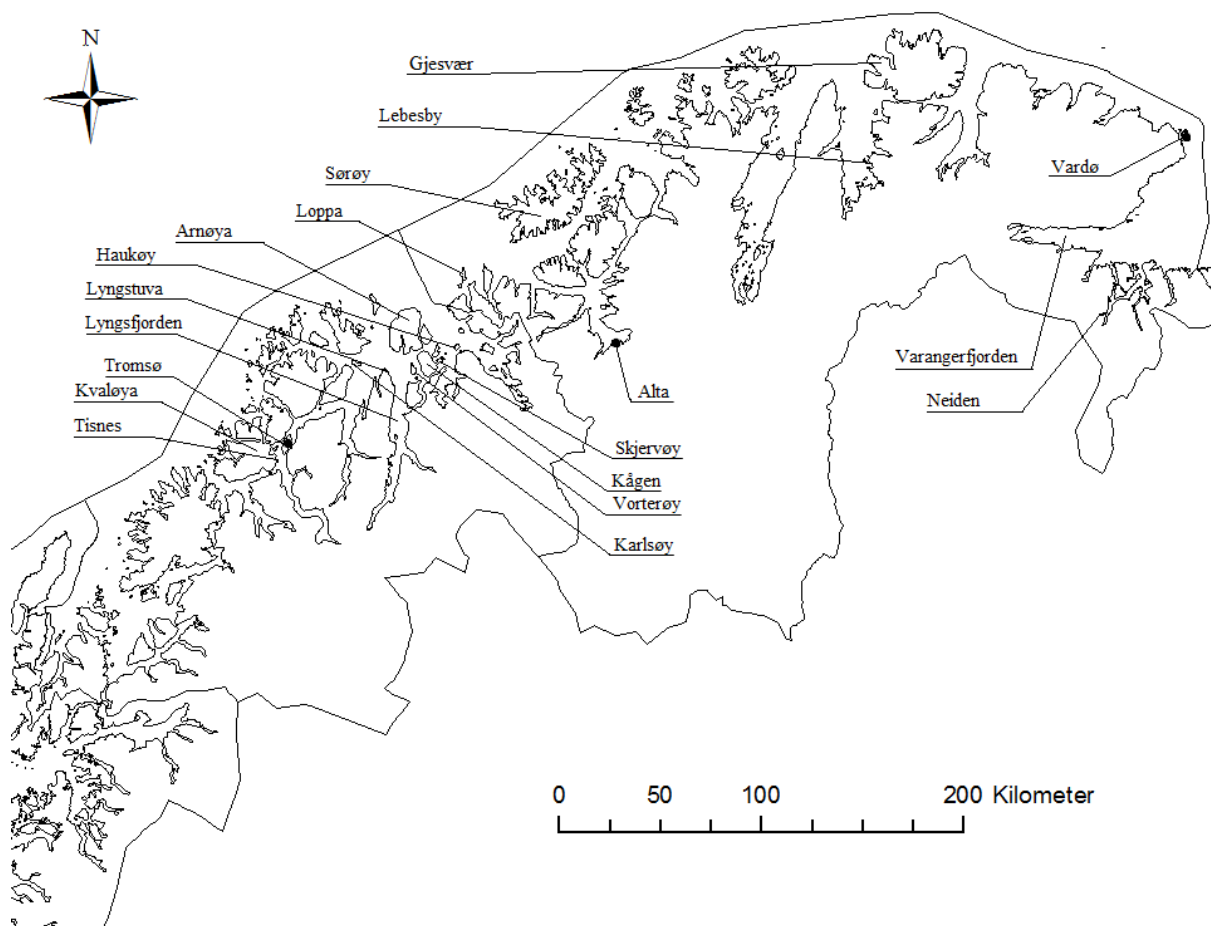 N
Gjesvær
Lebesby
Vardø
Sørøy
Loppa
Arnøya
Haukøy
Lyngstuva
Lyngsfjorden
Tromsø
Kvaløya
Tisnes
Varangerfjorden
Neiden
Alta
Skjervøy
Kågen
Vorterøy
Karlsøy
0 50 100 200 Kilometer